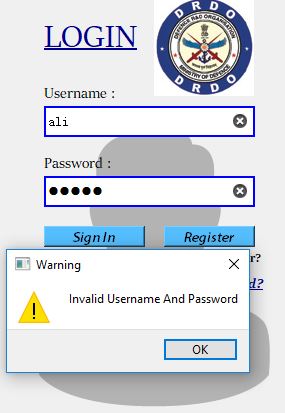 LOGIN
DRDO
DEFENCE R&D ORGANISATION
MINISTRY OF DEFENCE
DRDO
Username :
ali
Password :
●●●●●
Sign In
Register
r?
d?
Warning
Invalid Username And Password
OK